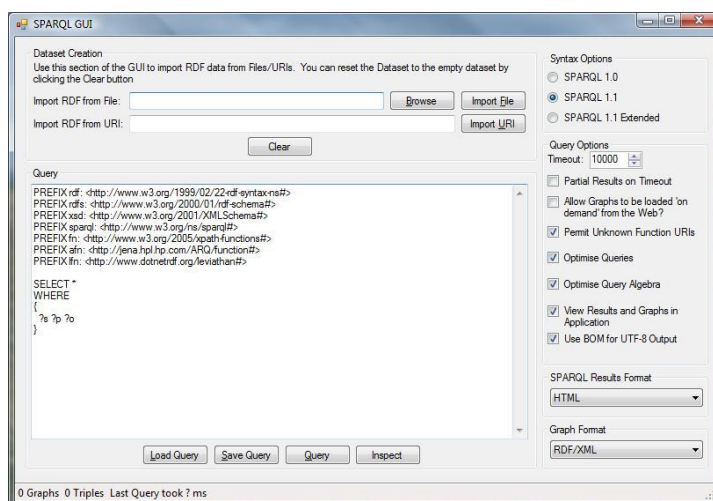 SPARQL GUI
Dataset Creation
Use this section of the GUI to import RDF data from Files/URIs. You can reset the Dataset to the empty dataset by
clicking the Clear button
Import RDF from File:
Browse
Import File
Import RDF from URI:
Import URI
Clear
Query
PREFIX rdf: <http://www.w3.org/1999/02/22-rdf-syntax-ns#>
PREFIX rdfs: <http://www.w3.org/2000/01/rdf-schema#>
PREFIX xsd: <http://www.w3.org/2001/XMLSchema#>
PREFIX sparql: <http://www.w3.org/ns/sparql#>
PREFIX fn: <http://www.w3.org/2005/xpath-functions#>
PREFIX afn: <http://jena.hpl.hp.com/ARQ/function#>
PREFIX lfn: <http://www.dotnetrdf.org/leviathan#>
SELECT *
WHERE
{
?s ?p ?o
}
Load Query
Save Query
Query
Inspect
Syntax Options
SPARQL 1.0
SPARQL 1.1
SPARQL 1.1 Extended
Query Options
Timeout: 10000
Partial Results on Timeout
Allow Graphs to be loaded 'on
demand' from the Web?
Permit Unknown Function URIs
Optimise Queries
Optimise Query Algebra
View Results and Graphs in
Application
Use BOM for UTF-8 Output
SPARQL Results Format
HTML
Graph Format
RDF/XML
0 Graphs 0 Triples Last Query took ? ms